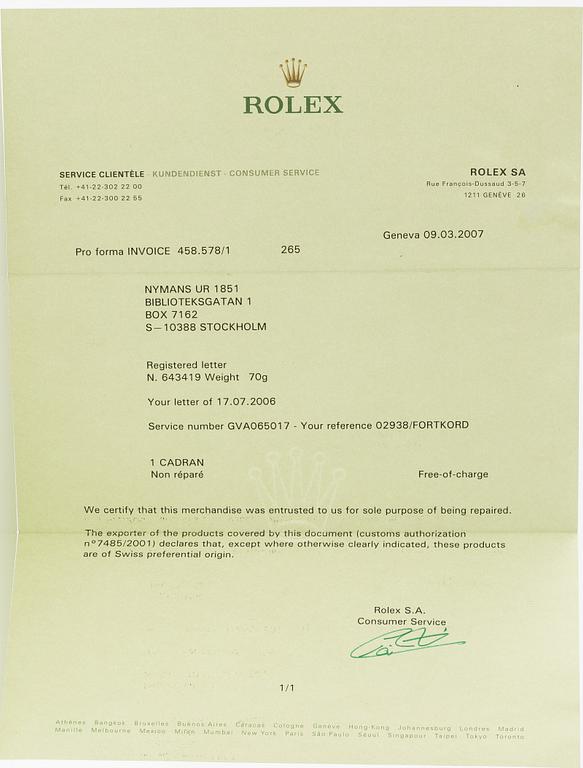 ROLEX
SERVICE CLIENTÈLE - KUNDENDIENST - CONSUMER SERVICE
Tél. +41-22-302 22 00
Fax +41-22-300 22 55
ROLEX SA
Rue François-Dussaud 3-5-7
1211 GENÈVE 26
Geneva 09.03.2007
Pro forma INVOICE 458.578/1 265
NYMANS UR 1851
BIBLIOTEKSGATAN 1
BOX 7162
S-10388 STOCKHOLM
Registered letter
N. 643419 Weight 70g
Your letter of 17.07.2006
Service number GVA065017 - Your reference 02938/FORTKORD
1 CADRAN
Non réparé Free-of-charge
We certify that this merchandise was entrusted to us for sole purpose of being repaired.
The exporter of the products covered by this document (customs authorization
n°7485/2001) declares that, except where otherwise clearly indicated, these products
are of Swiss preferential origin.
Rolex S.A.
Consumer Service
1/1
Athènes Bangkok Bruxelles Buenos Aires Caracas Cologne Genève Hong-Kong Johannesburg Londres Madrid
Manille Melbourne Mexico Milan Mumbai New York Paris São Paulo Séoul Singapour Taipei Tokyo Toronto